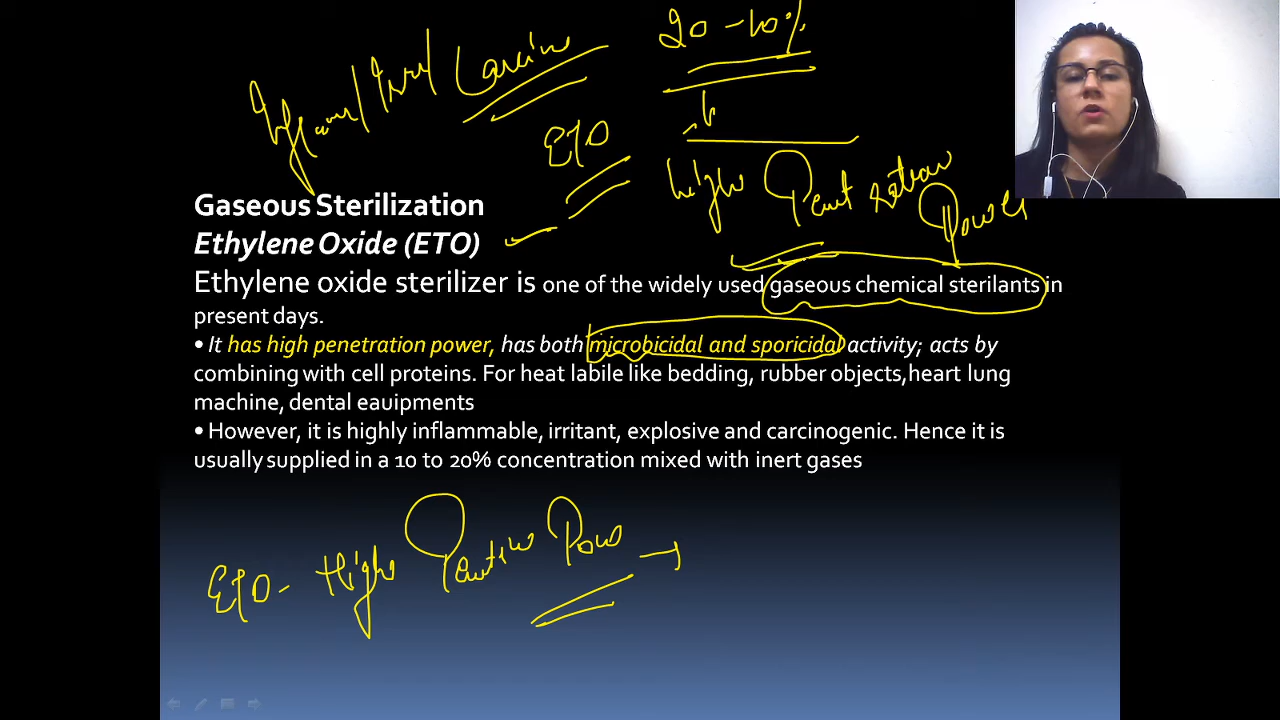 20-10%
ETO
high
Power
Gaseous Sterilization
Ethylene Oxide (ETO)
Ethylene oxide sterilizer is one of the widely used gaseous chemical sterilants in
present days.
• It has high penetration power, has both microbicidal and sporicidal activity; acts by
combining with cell proteins. For heat labile like bedding, rubber objects,heart lung
machine, dental eauipments
• However, it is highly inflammable, irritant, explosive and carcinogenic. Hence it is
usually supplied in a 10 to 20% concentration mixed with inert gases
ETO- High